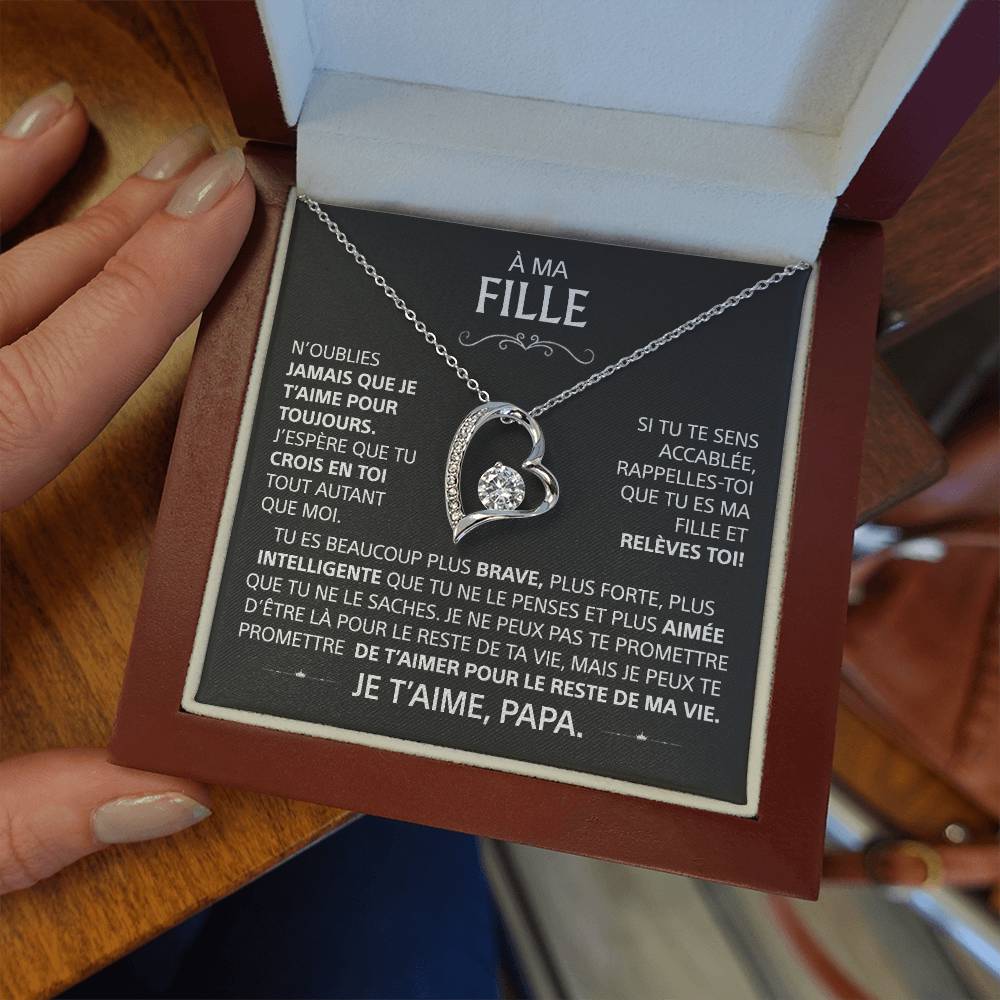 À MA
FILLE
N'OUBLIES
JAMAIS QUE JE
T'AIME POUR
TOUJOURS.
J'ESPÈRE QUE TU
CROIS EN TOI
TOUT AUTANT
QUE MOI.
SI TU TE SENS
ACCABLÉE,
RAPPELLES-TOI
QUE TU ES MA
FILLE ET
RELÈVES TOI!
TU ES BEAUCOUP PLUS BRAVE, PLUS FORTE, PLUS
INTELLIGENTE QUE TU NE LE PENSES ET PLUS AIMÉE
QUE TU NE LE SACHES. JE NE PEUX PAS TE PROMETTRE
D'ÊTRE LÀ POUR LE RESTE DE TA VIE, MAIS JE PEUX TE
PROMETTRE DE T'AIMER POUR LE RESTE DE MA VIE.
JE T'AIME, PAPA.